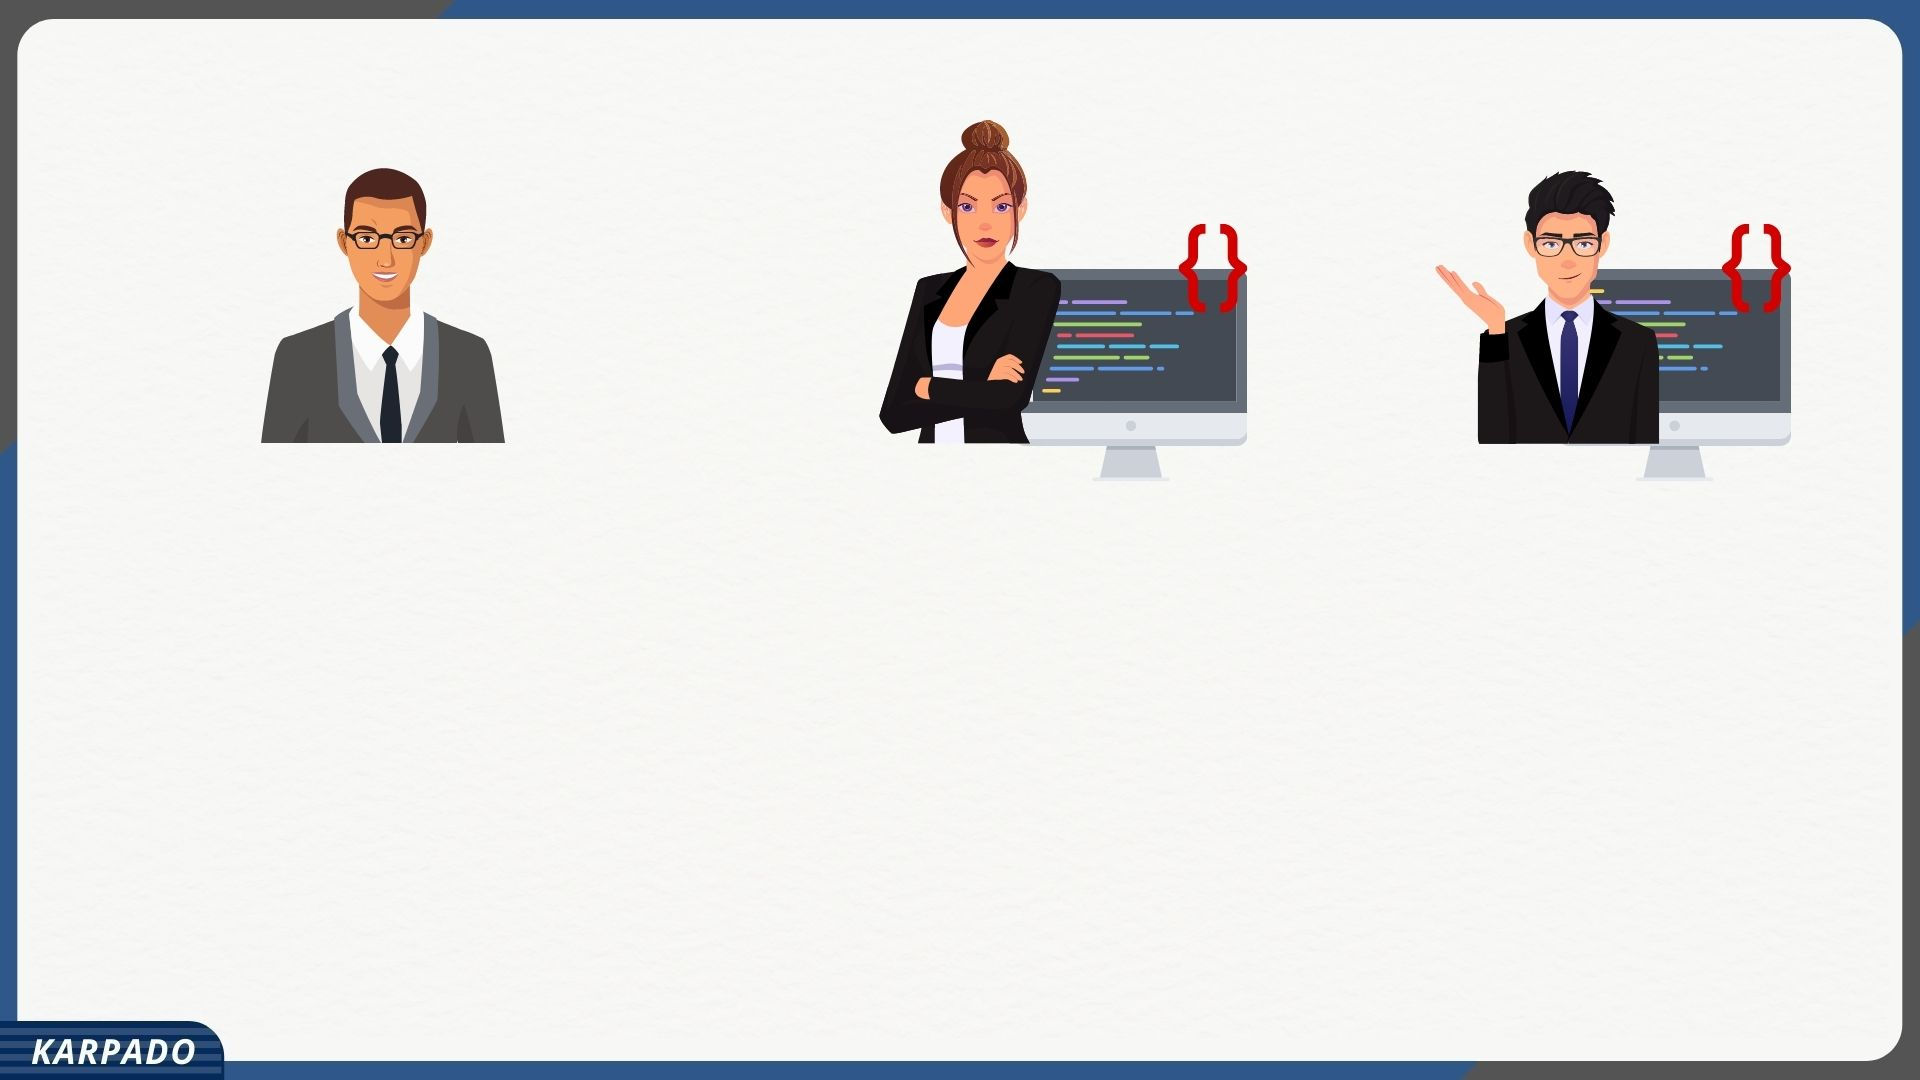 { } { }
KARPADO